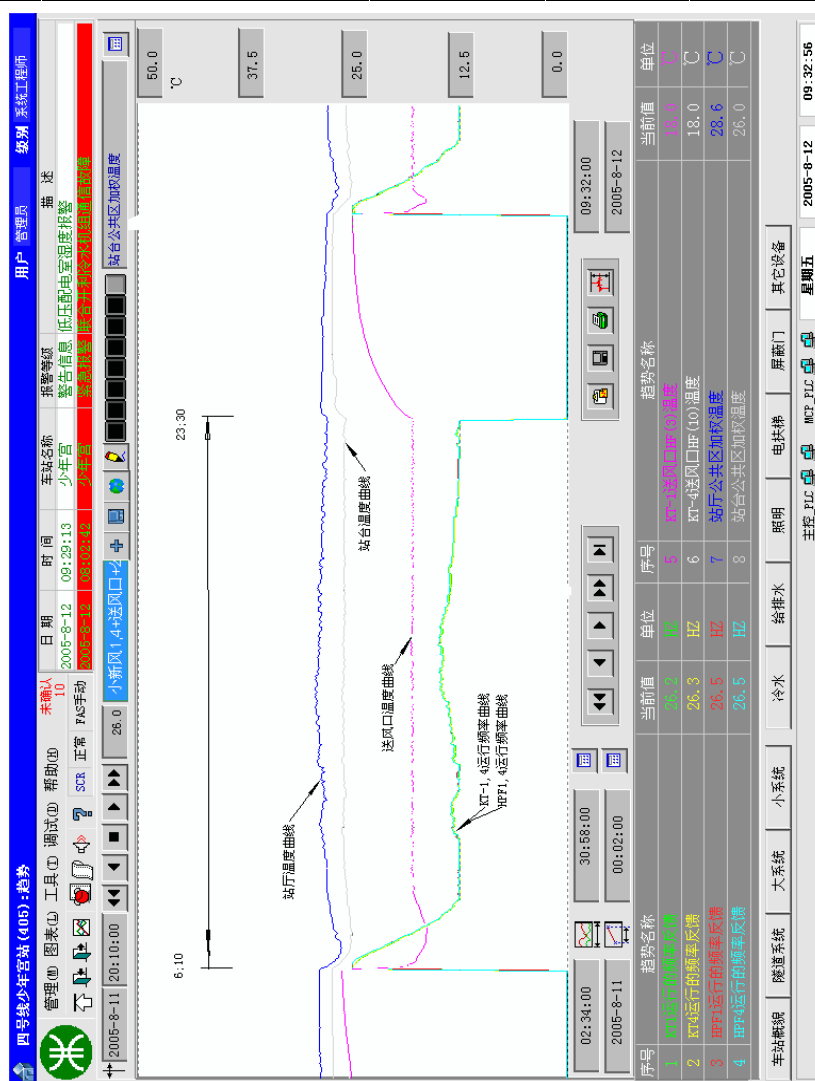 四号线少年宫站(405):趋势 用户 管理员 级别 系统工程师
管理(M) 图表(L) 工具(I) 调试(D) 帮助(H) 未确认 10
SCR 正常 FAS手动
日 期 时 间 车站名称 报警等级 描 述
2005-8-12 09:29:13 少年宫 警告信息 低压配电室湿度报警
2005-8-12 08:02:42 少年宫 紧急报警 联合开利冷水机组通信故障
2005-8-11 20:10:00 26.0 小新风1,4+送风口+2 站台公共区加权温度
50.0
℃
37.5
25.0
12.5
0.0
6:10 23:30
站厅温度曲线
站台温度曲线
送风口温度曲线
KT-1,4运行频率曲线
HPF1,4运行频率曲线
02:34:00 30:58:00 09:32:00
2005-8-11 00:02:00 2005-8-12
序号 趋势名称 当前值 单位 序号 趋势名称 当前值 单位
1 KT1运行的频率反馈 26.2 HZ 5 KT-1送风口HF(3)温度 18.0 ℃
2 KT4运行的频率反馈 26.3 HZ 6 KT-4送风口HF(10)温度 18.0 ℃
3 HPF1运行的频率反馈 26.5 HZ 7 站厅公共区加权温度 28.6 ℃
4 HPF4运行的频率反馈 26.5 HZ 8 站台公共区加权温度 26.0 ℃
车站概貌 隧道系统 大系统 小系统 冷水 给排水 照明 电扶梯 屏蔽门 其它设备
主控_PLC MCP_PLC 星期五 2005-8-12 09:32:56